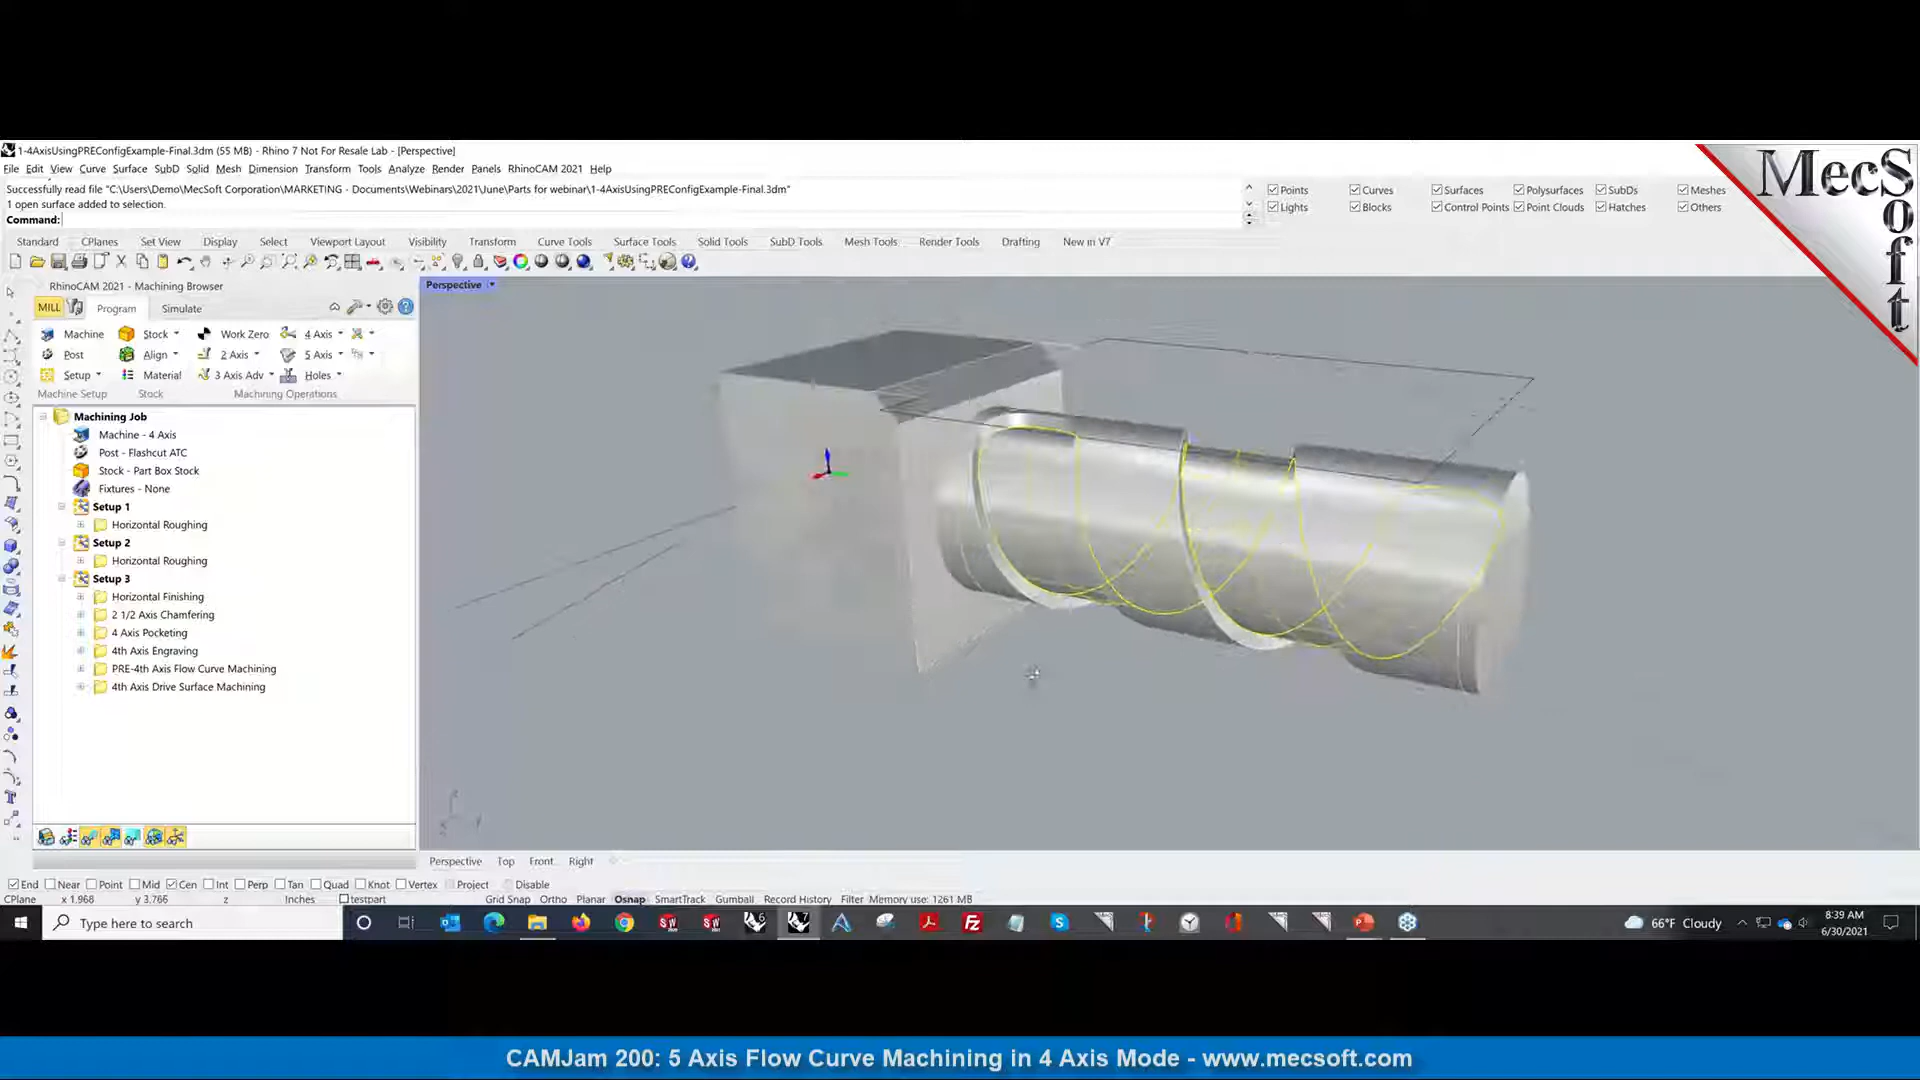 1-4AxisUsingPREConfigExample-Final.3dm (55 MB) - Rhino 7 Not For Resale Lab - [Perspective]
File Edit View Curve Surface SubD Solid Mesh Dimension Transform Tools Analyze Render Panels RhinoCAM 2021 Help
Successfully read file "C:\Users\Demo\MecSoft Corporation\MARKETING - Documents\Webinars\2021\June\Parts for webinar\1-4AxisUsingPREConfigExample-Final.3dm"
1 open surface added to selection.
Command:
Points Curves Surfaces Polysurfaces SubDs Meshes
Lights Blocks Control Points Point Clouds Hatches Others
MecSoft
Standard CPlanes Set View Display Select Viewport Layout Visibility Transform Curve Tools Surface Tools Solid Tools SubD Tools Mesh Tools Render Tools Drafting New in V7
RhinoCAM 2021 - Machining Browser
MILL Program Simulate
Machine Stock Work Zero 4 Axis
Post Align 2 Axis 5 Axis
Setup Material 3 Axis Adv Holes
Machine Setup Stock Machining Operations
Machining Job
Machine - 4 Axis
Post - Flashcut ATC
Stock - Part Box Stock
Fixtures - None
Setup 1
Horizontal Roughing
Setup 2
Horizontal Roughing
Setup 3
Horizontal Finishing
2 1/2 Axis Chamfering
4 Axis Pocketing
4th Axis Engraving
PRE-4th Axis Flow Curve Machining
4th Axis Drive Surface Machining
Perspective
Perspective Top Front Right
End Near Point Mid Cen Int Perp Tan Quad Knot Vertex Project Disable
CPlane x 1.968 y 3.766 z Inches testpart Grid Snap Ortho Planar Osnap SmartTrack Gumball Record History Filter Memory use: 1261 MB
Type here to search
66°F Cloudy
8:39 AM
6/30/2021
CAMJam 200: 5 Axis Flow Curve Machining in 4 Axis Mode - www.mecsoft.com